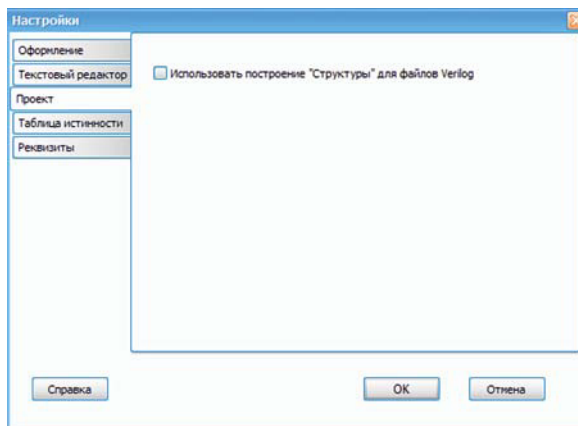 Настройки
Оформление
Текстовый редактор
Проект
Таблица истинности
Реквизиты
Использовать построение "Структуры" для файлов Verilog
Справка
OK
Отмена